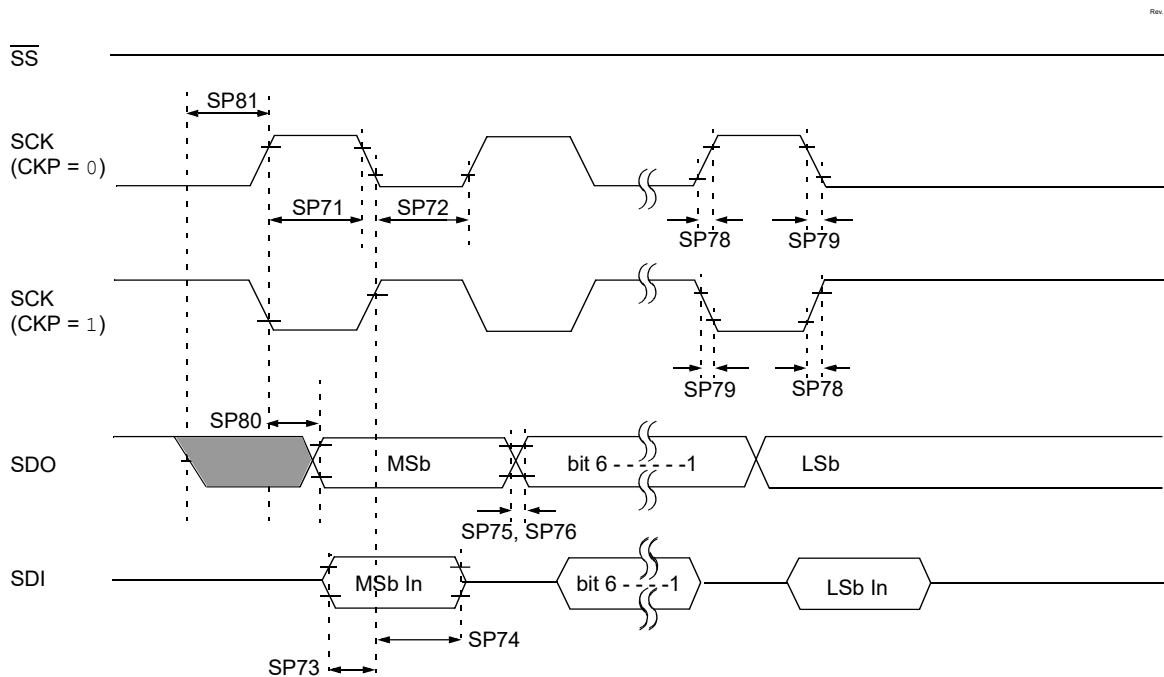 Rev.
SS
SP81
SCK
(CKP = 0)
SP71
SP72
SP78
SP79
SCK
(CKP = 1)
SP79
SP78
SP80
SDO
MSb
bit 6 - - - - - -1
LSb
SP75, SP76
SDI
MSb In
bit 6 - - - - -1
LSb In
SP74
SP73